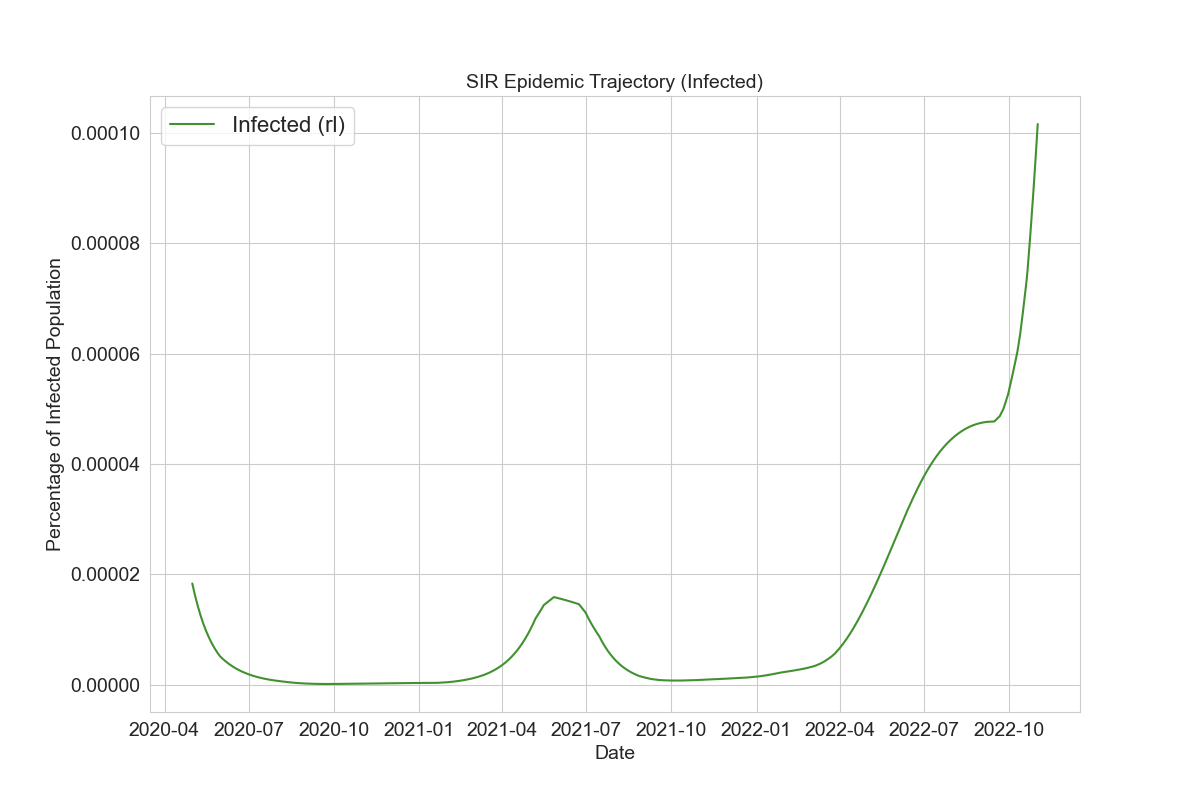 SIR Epidemic Trajectory (Infected)
Infected (rI)
Percentage of Infected Population
0.00010
0.00008
0.00006
0.00004
0.00002
0.00000
2020-04 2020-07 2020-10 2021-01 2021-04 2021-07 2021-10 2022-01 2022-04 2022-07 2022-10
Date